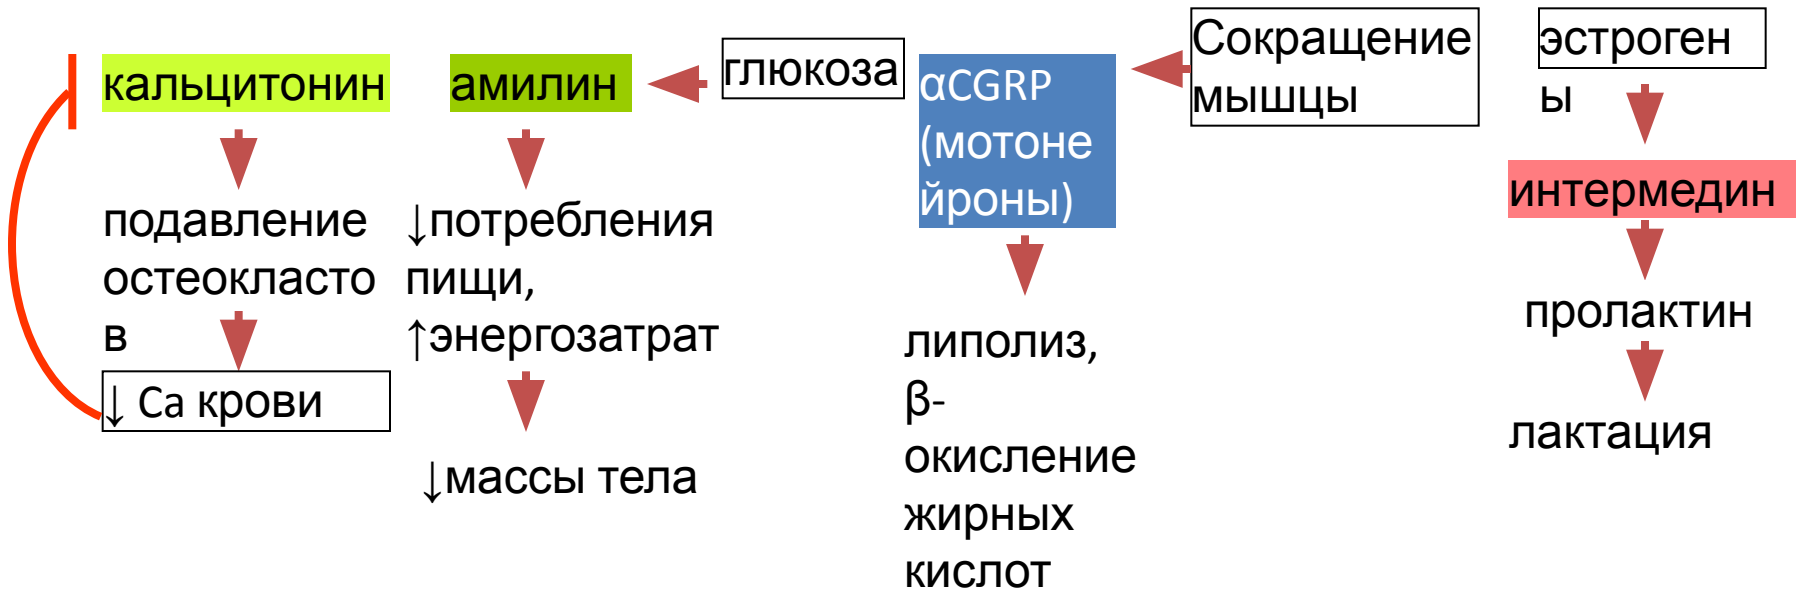 кальцитонин
подавление
остеокласто
в
↓ Ca крови
амилин
↓потребления
пищи,
↑энергозатрат
↓массы тела
глюкоза
αCGRP
(мотоне
йроны)
липолиз,
β-
окисление
жирных
кислот
Сокращение
мышцы
эстроген
ы
интермедин
пролактин
лактация